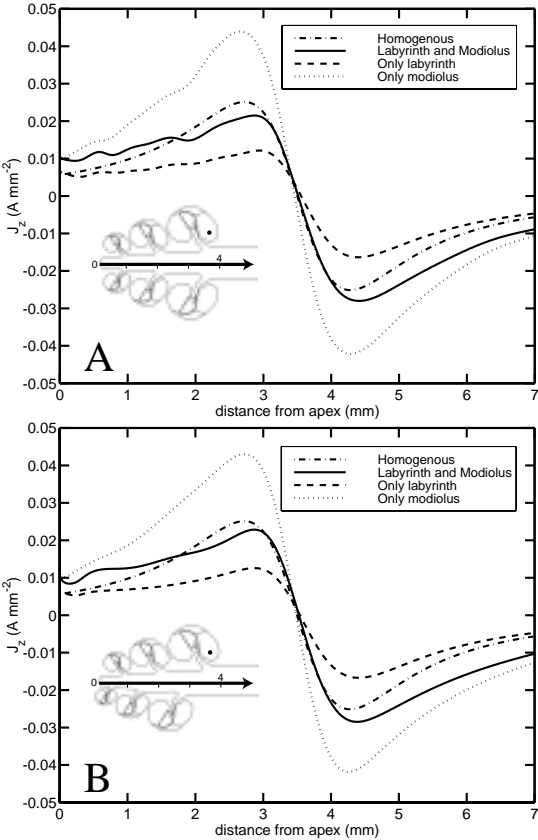 0.05
0.04
0.03
0.02
0.01
0
-0.01
-0.02
-0.03
-0.04
-0.05
J_z (A mm⁻²)
Homogenous
Labyrinth and Modiolus
Only labyrinth
Only modiolus
0 4
A
0 1 2 3 4 5 6 7
distance from apex (mm)
0.05
0.04
0.03
0.02
0.01
0
-0.01
-0.02
-0.03
-0.04
-0.05
J_z (A mm⁻²)
Homogenous
Labyrinth and Modiolus
Only labyrinth
Only modiolus
0 4
B
0 1 2 3 4 5 6 7
distance from apex (mm)